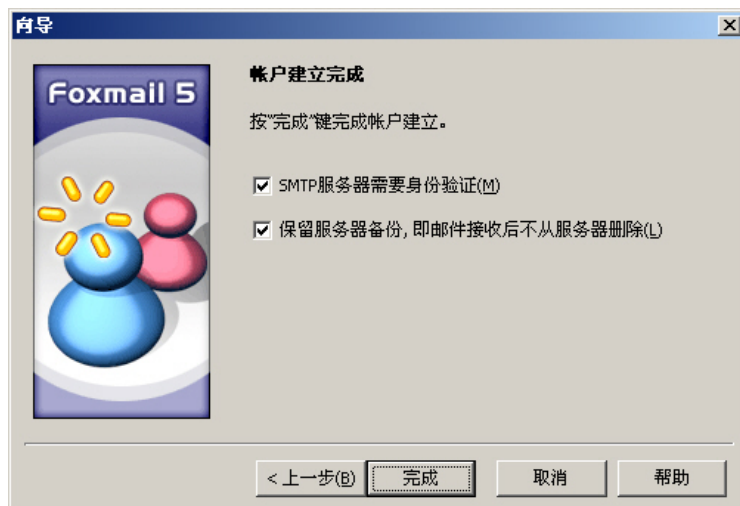 向导
Foxmail 5
帐户建立完成
按"完成"键完成帐户建立。
SMTP服务器需要身份验证(M)
保留服务器备份,即邮件接收后不从服务器删除(L)
<上一步(B)
完成
取消
帮助